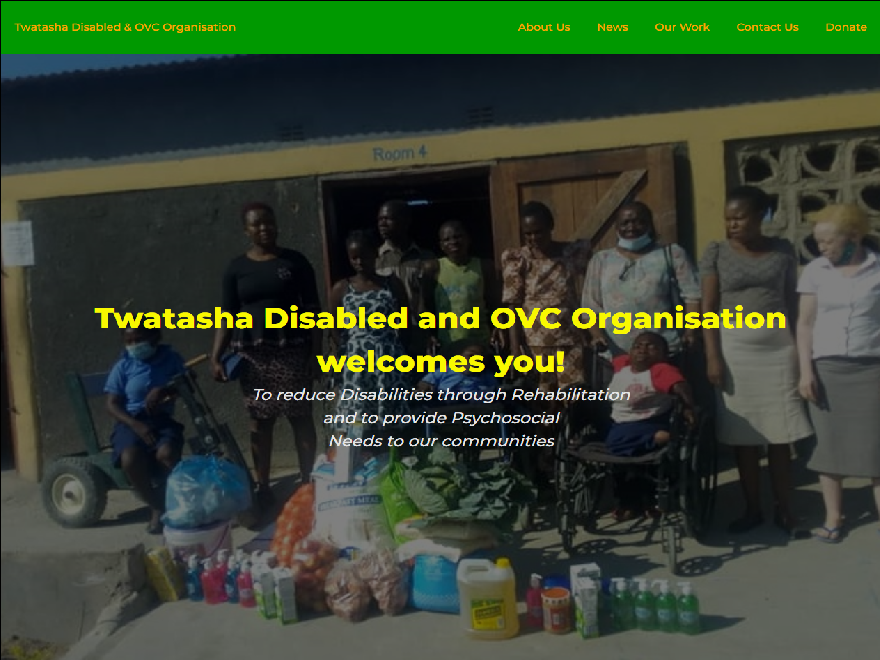 Twatasha Disabled & OVC Organisation
About Us News Our Work Contact Us Donate
Room 4
Twatasha Disabled and OVC Organisation
welcomes you!
To reduce Disabilities through Rehabilitation
and to provide Psychosocial
Needs to our communities